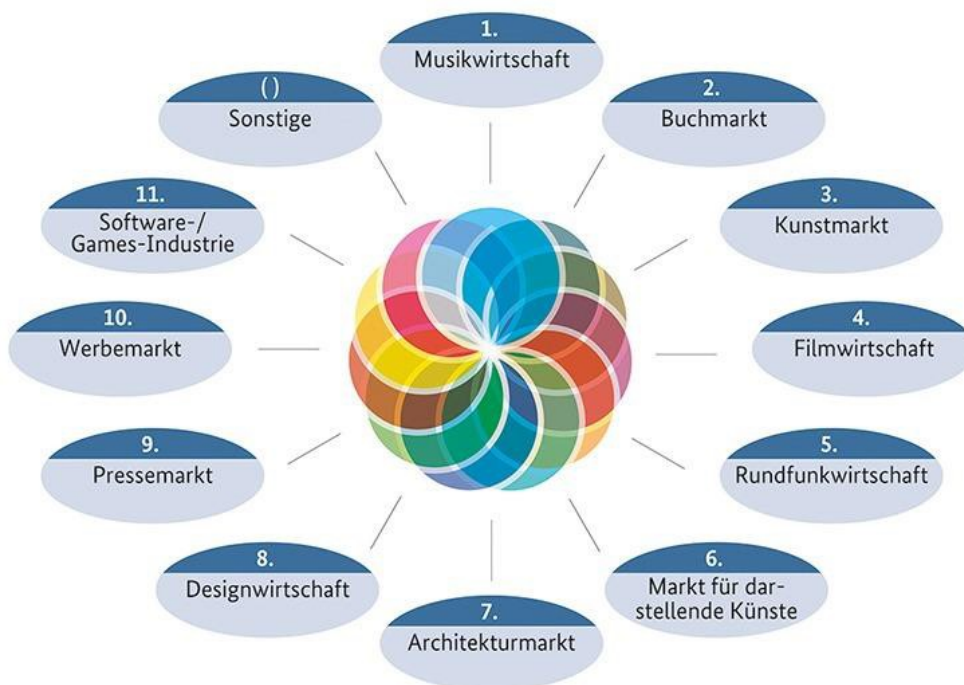 1.
Musikwirtschaft
2.
Buchmarkt
3.
Kunstmarkt
4.
Filmwirtschaft
5.
Rundfunkwirtschaft
6.
Markt für dar-
stellende Künste
7.
Architekturmarkt
8.
Designwirtschaft
9.
Pressemarkt
10.
Werbemarkt
11.
Software-/
Games-Industrie
( )
Sonstige